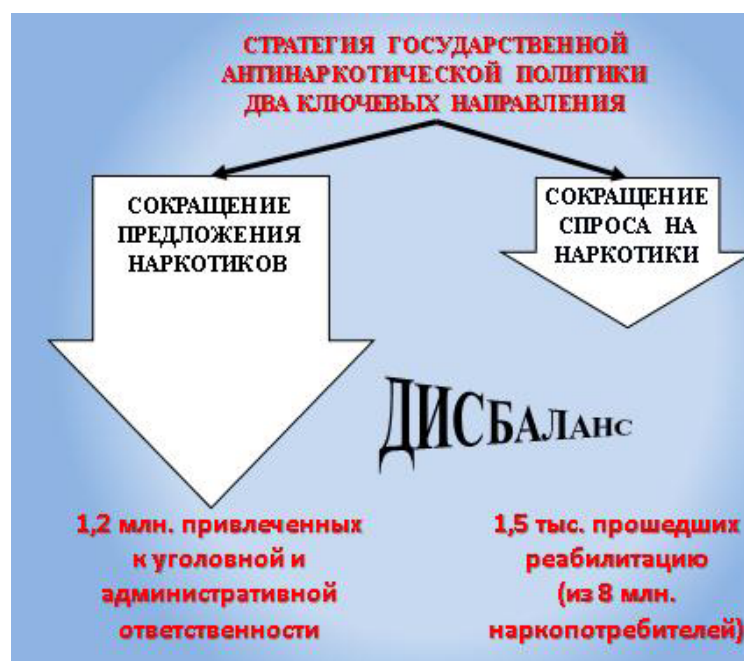 СТРАТЕГИЯ ГОСУДАРСТВЕННОЙ
АНТИНАРКОТИЧЕСКОЙ ПОЛИТИКИ
ДВА КЛЮЧЕВЫХ НАПРАВЛЕНИЯ
СОКРАЩЕНИЕ
ПРЕДЛОЖЕНИЯ
НАРКОТИКОВ
СОКРАЩЕНИЕ
СПРОСА НА
НАРКОТИКИ
ДИСБАЛАНС
1,2 млн. привлеченных
к уголовной и
административной
ответственности
1,5 тыс. прошедших
реабилитацию
(из 8 млн.
наркопотребителей)